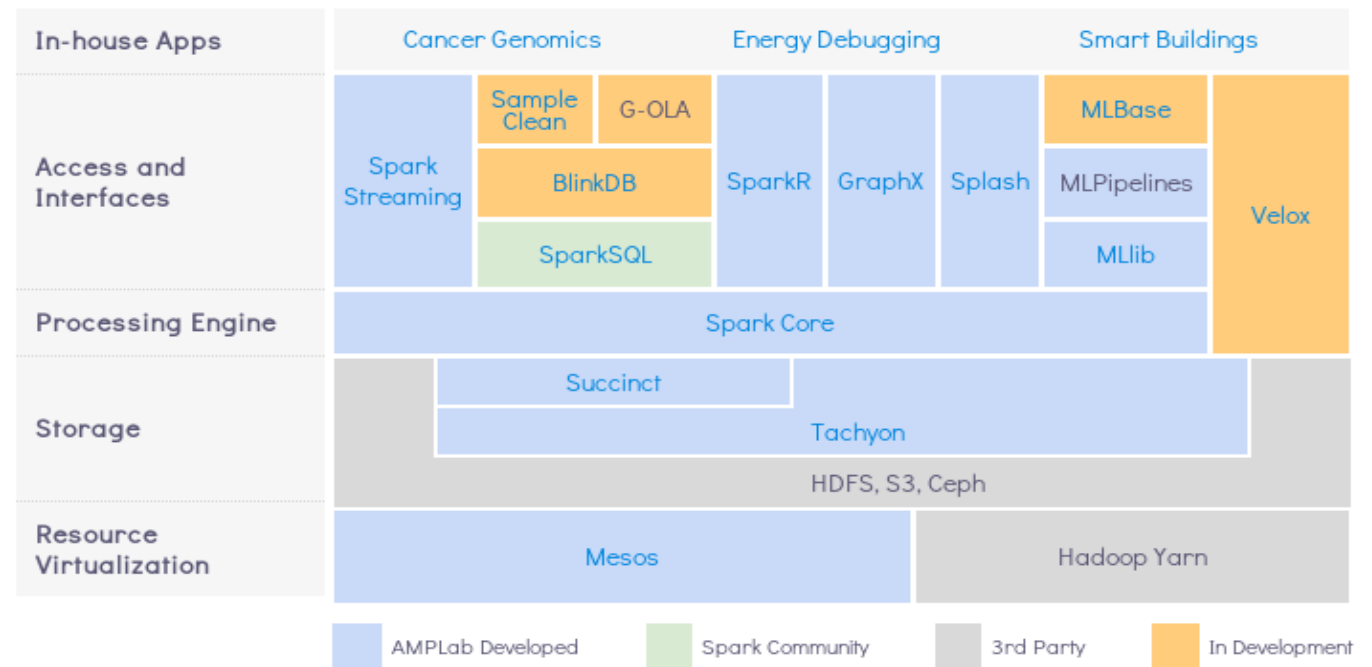 In-house Apps
Cancer Genomics
Energy Debugging
Smart Buildings
Access and
Interfaces
Spark
Streaming
Sample
Clean
G-OLA
BlinkDB
SparkSQL
SparkR
GraphX
Splash
MLBase
MLPipelines
MLlib
Velox
Processing Engine
Spark Core
Storage
Succinct
Tachyon
HDFS, S3, Ceph
Resource
Virtualization
Mesos
Hadoop Yarn
AMPLab Developed
Spark Community
3rd Party
In Development